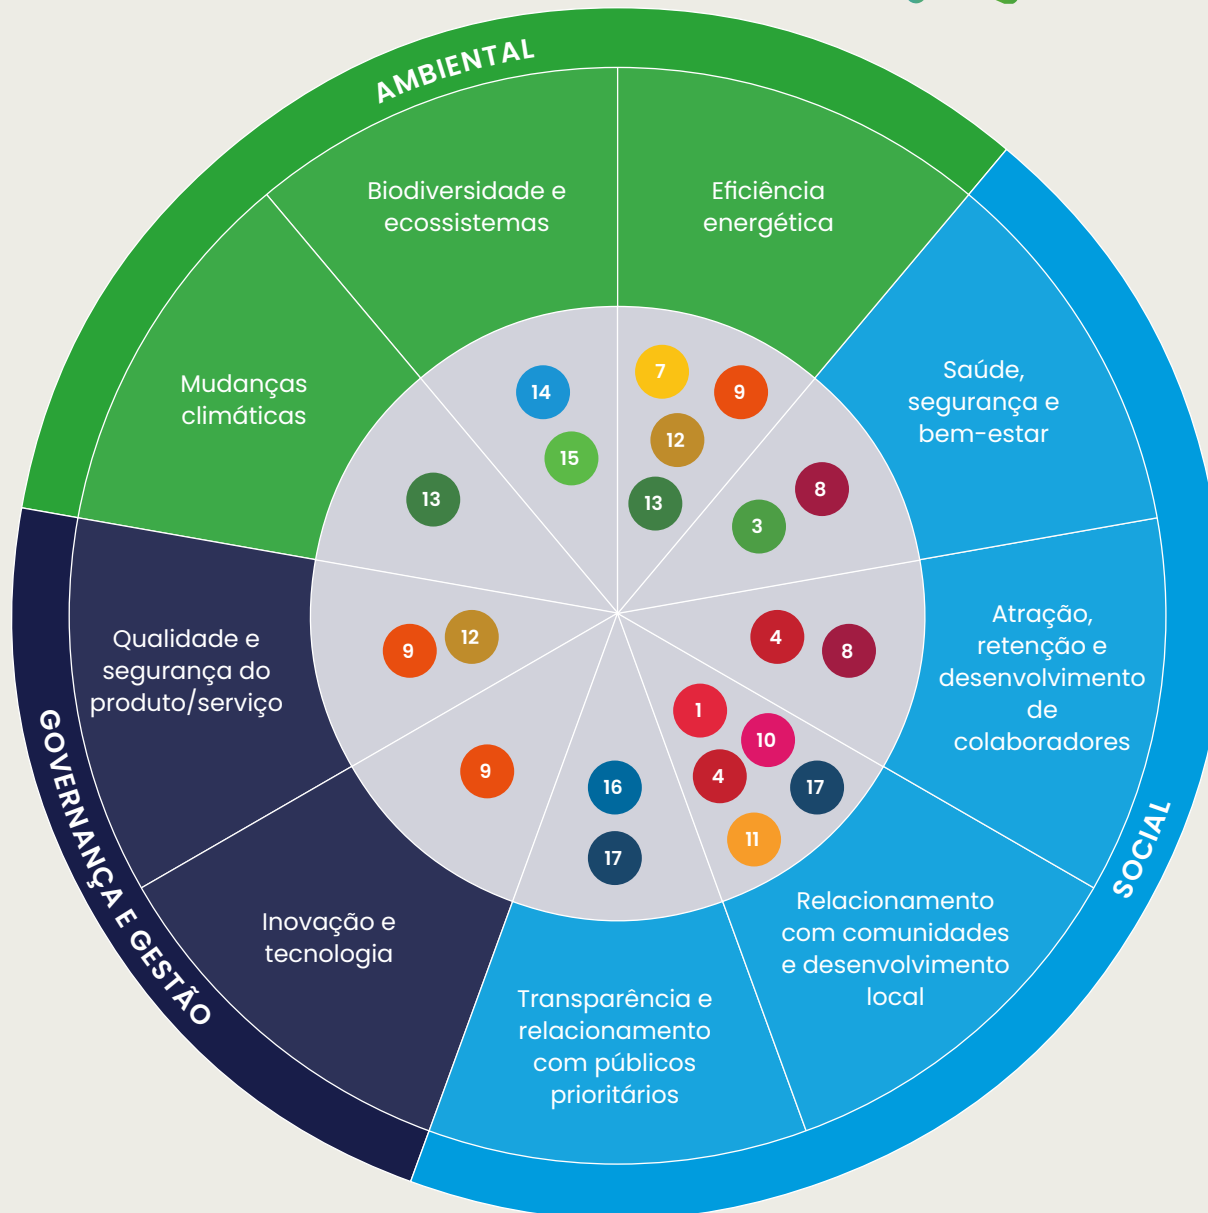 AMBIENTAL
Biodiversidade e
ecossistemas
Eficiência
energética
Mudanças
climáticas
Saúde,
segurança e
bem-estar
14
15
7
9
12
13
13
8
3
Qualidade e
segurança do
produto/serviço
9
12
4
8
Atração,
retenção e
desenvolvimento
de
colaboradores
1
10
4
17
11
9
16
17
GOVERNANÇA E GESTÃO
SOCIAL
Inovação e
tecnologia
Relacionamento
com comunidades
e desenvolvimento
local
Transparência e
relacionamento
com públicos
prioritários